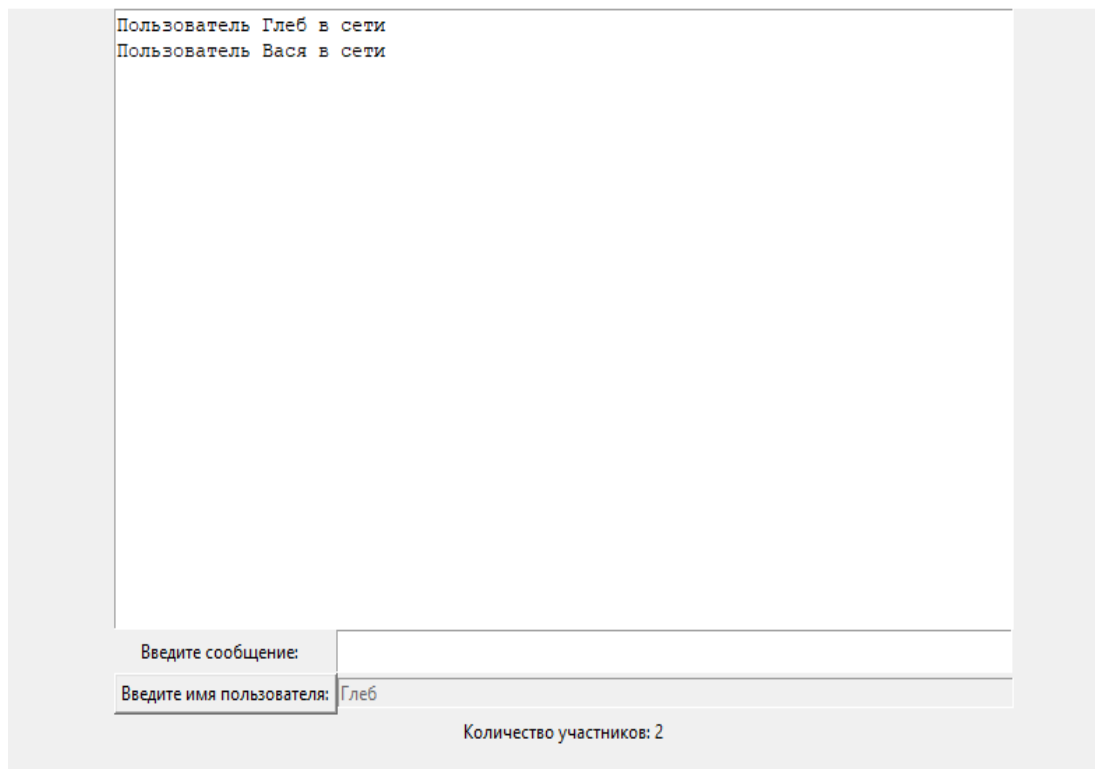 Пользователь Глеб в сети
Пользователь Вася в сети
Введите сообщение:
Введите имя пользователя: Глеб
Количество участников: 2